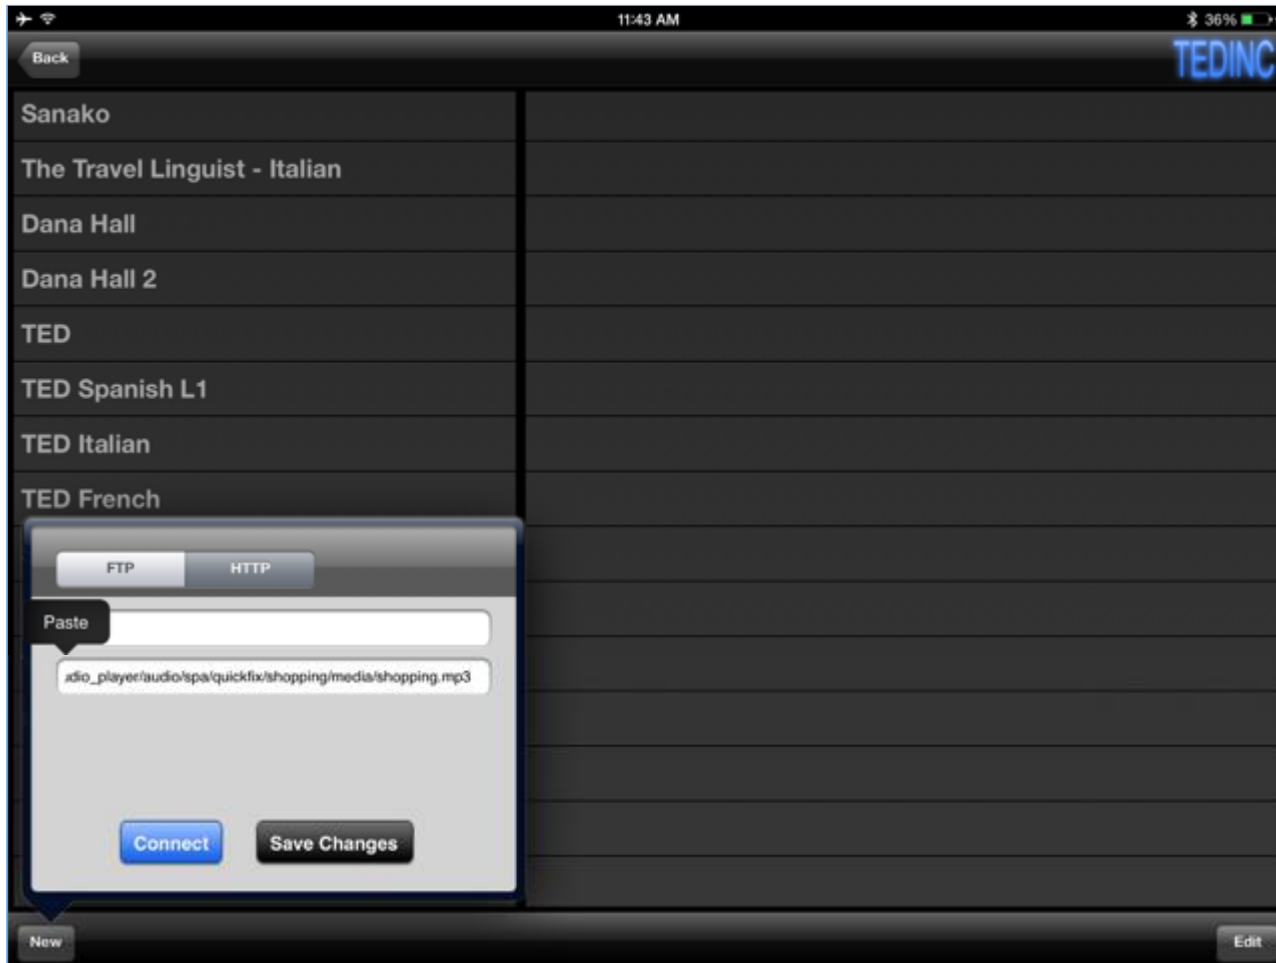 11:43 AM
36%
Back
TEDINC
Sanako
The Travel Linguist - Italian
Dana Hall
Dana Hall 2
TED
TED Spanish L1
TED Italian
TED French
FTP HTTP
Paste
dio_player/audio/spa/quickfix/shopping/media/shopping.mp3
Connect Save Changes
New Edit